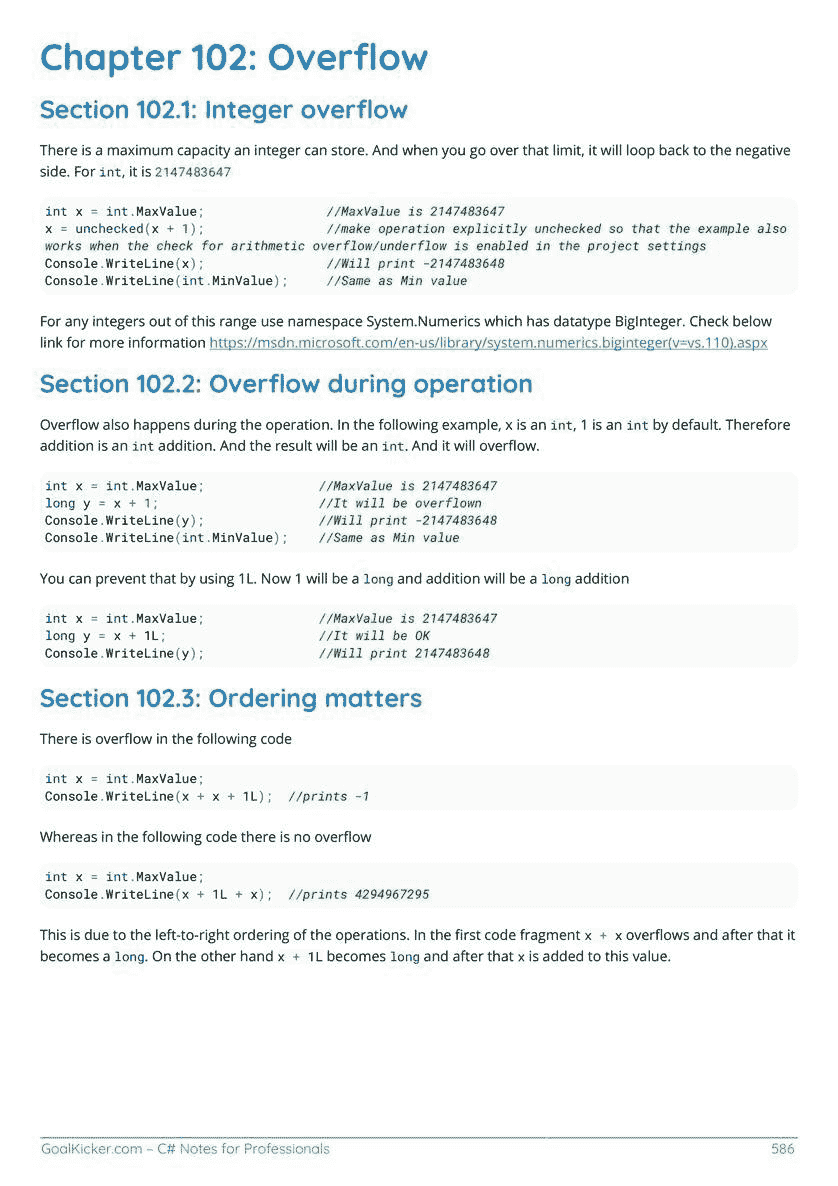 Chapter 102: Overflow
Section 102.1: Integer overflow
There is a maximum capacity an integer can store. And when you go over that limit, it will loop back to the negative
side. For int, it is 2147483647
int x = int.MaxValue; //MaxValue is 2147483647
x = unchecked(x + 1); //make operation explicitly unchecked so that the example also
works when the check for arithmetic overflow/underflow is enabled in the project settings
Console.WriteLine(x); //Will print -2147483648
Console.WriteLine(int.MinValue); //Same as Min value
For any integers out of this range use namespace System.Numerics which has datatype BigInteger. Check below
link for more information https://msdn.microsoft.com/en-us/library/system.numerics.biginteger(v=vs.110).aspx
Section 102.2: Overflow during operation
Overflow also happens during the operation. In the following example, x is an int, 1 is an int by default. Therefore
addition is an int addition. And the result will be an int. And it will overflow.
int x = int.MaxValue; //MaxValue is 2147483647
long y = x + 1; //It will be overflown
Console.WriteLine(y); //Will print -2147483648
Console.WriteLine(int.MinValue); //Same as Min value
You can prevent that by using 1L. Now 1 will be a long and addition will be a long addition
int x = int.MaxValue; //MaxValue is 2147483647
long y = x + 1L; //It will be OK
Console.WriteLine(y); //Will print 2147483648
Section 102.3: Ordering matters
There is overflow in the following code
int x = int.MaxValue;
Console.WriteLine(x + x + 1L); //prints -1
Whereas in the following code there is no overflow
int x = int.MaxValue;
Console.WriteLine(x + 1L + x); //prints 4294967295
This is due to the left-to-right ordering of the operations. In the first code fragment x + x overflows and after that it
becomes a long. On the other hand x + 1L becomes long and after that x is added to this value.
GoalKicker.com – C# Notes for Professionals 586